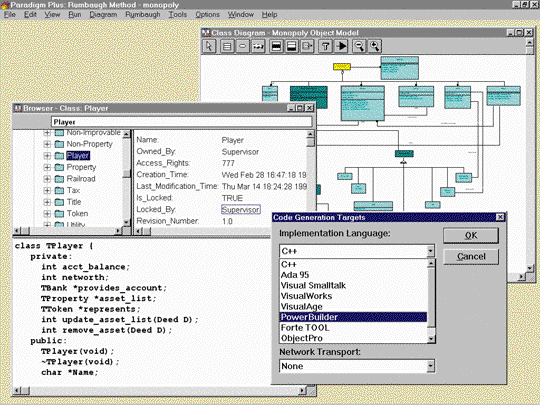 Paradigm Plus: Rumbaugh Method - monopoly
File Edit View Run Diagram Rumbaugh Tools Options Window Help
Class Diagram - Monopoly Object Model
Browser - Class: Player
Player
Non-Improvable
Non-Property
Player
Property
Railroad
Tax
Title
Token
Utility
Name: Player
Owned_By: Supervisor
Access_Rights: 777
Creation_Time: Wed Feb 28 16:47:18 199
Last_Modification_Time: Thu Mar 14 18:24:28 199
Is_Locked: TRUE
Locked_By: Supervisor
Revision_Number: 1.0
class TPlayer {
private:
int acct_balance;
int networth;
TBank *provides_account;
TProperty *asset_list;
TToken *represents;
int update_asset_list(Deed D);
int remove_asset(Deed D);
public:
TPlayer(void);
~TPlayer(void);
char *Name;
Code Generation Targets
Implementation Language:
C++
C++
Ada 95
Visual Smalltalk
VisualWorks
VisualAge
PowerBuilder
Forte TOOL
ObjectPro
Network Transport:
None
OK
Cancel